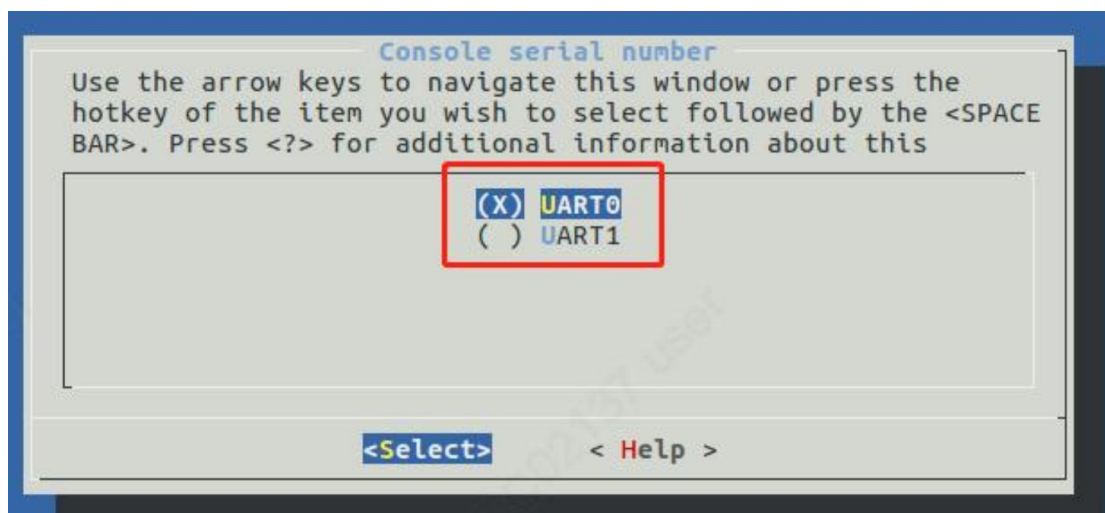 Console serial number
Use the arrow keys to navigate this window or press the
hotkey of the item you wish to select followed by the <SPACE
BAR>. Press <?> for additional information about this
(X) UART0
( ) UART1
<Select> < Help >